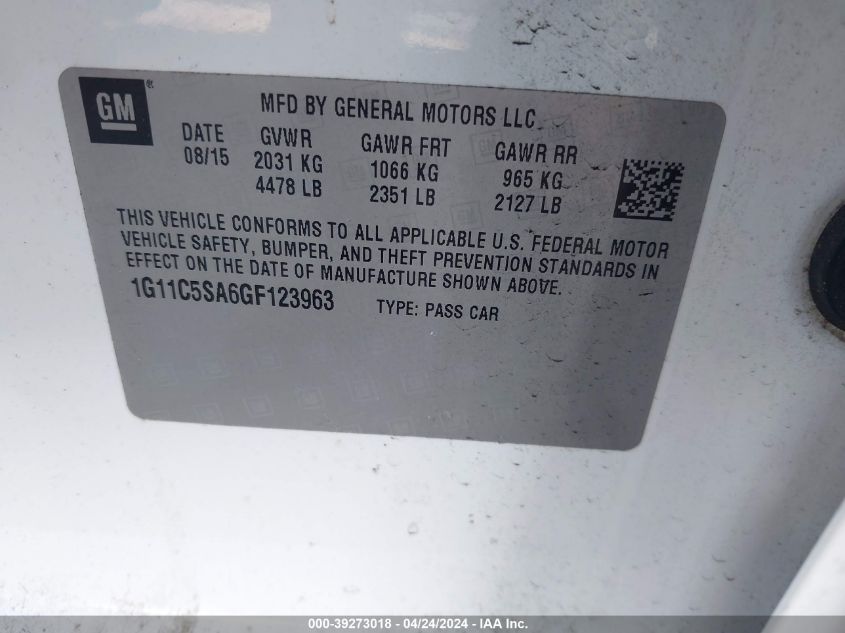 GM ®
MFD BY GENERAL MOTORS LLC
DATE GVWR GAWR FRT GAWR RR
08/15 2031 KG 1066 KG 965 KG
4478 LB 2351 LB 2127 LB
THIS VEHICLE CONFORMS TO ALL APPLICABLE U.S. FEDERAL MOTOR
VEHICLE SAFETY, BUMPER, AND THEFT PREVENTION STANDARDS IN
EFFECT ON THE DATE OF MANUFACTURE SHOWN ABOVE.
1G11C5SA6GF123963 TYPE: PASS CAR
000-39273018 - 04/24/2024 - IAA Inc.